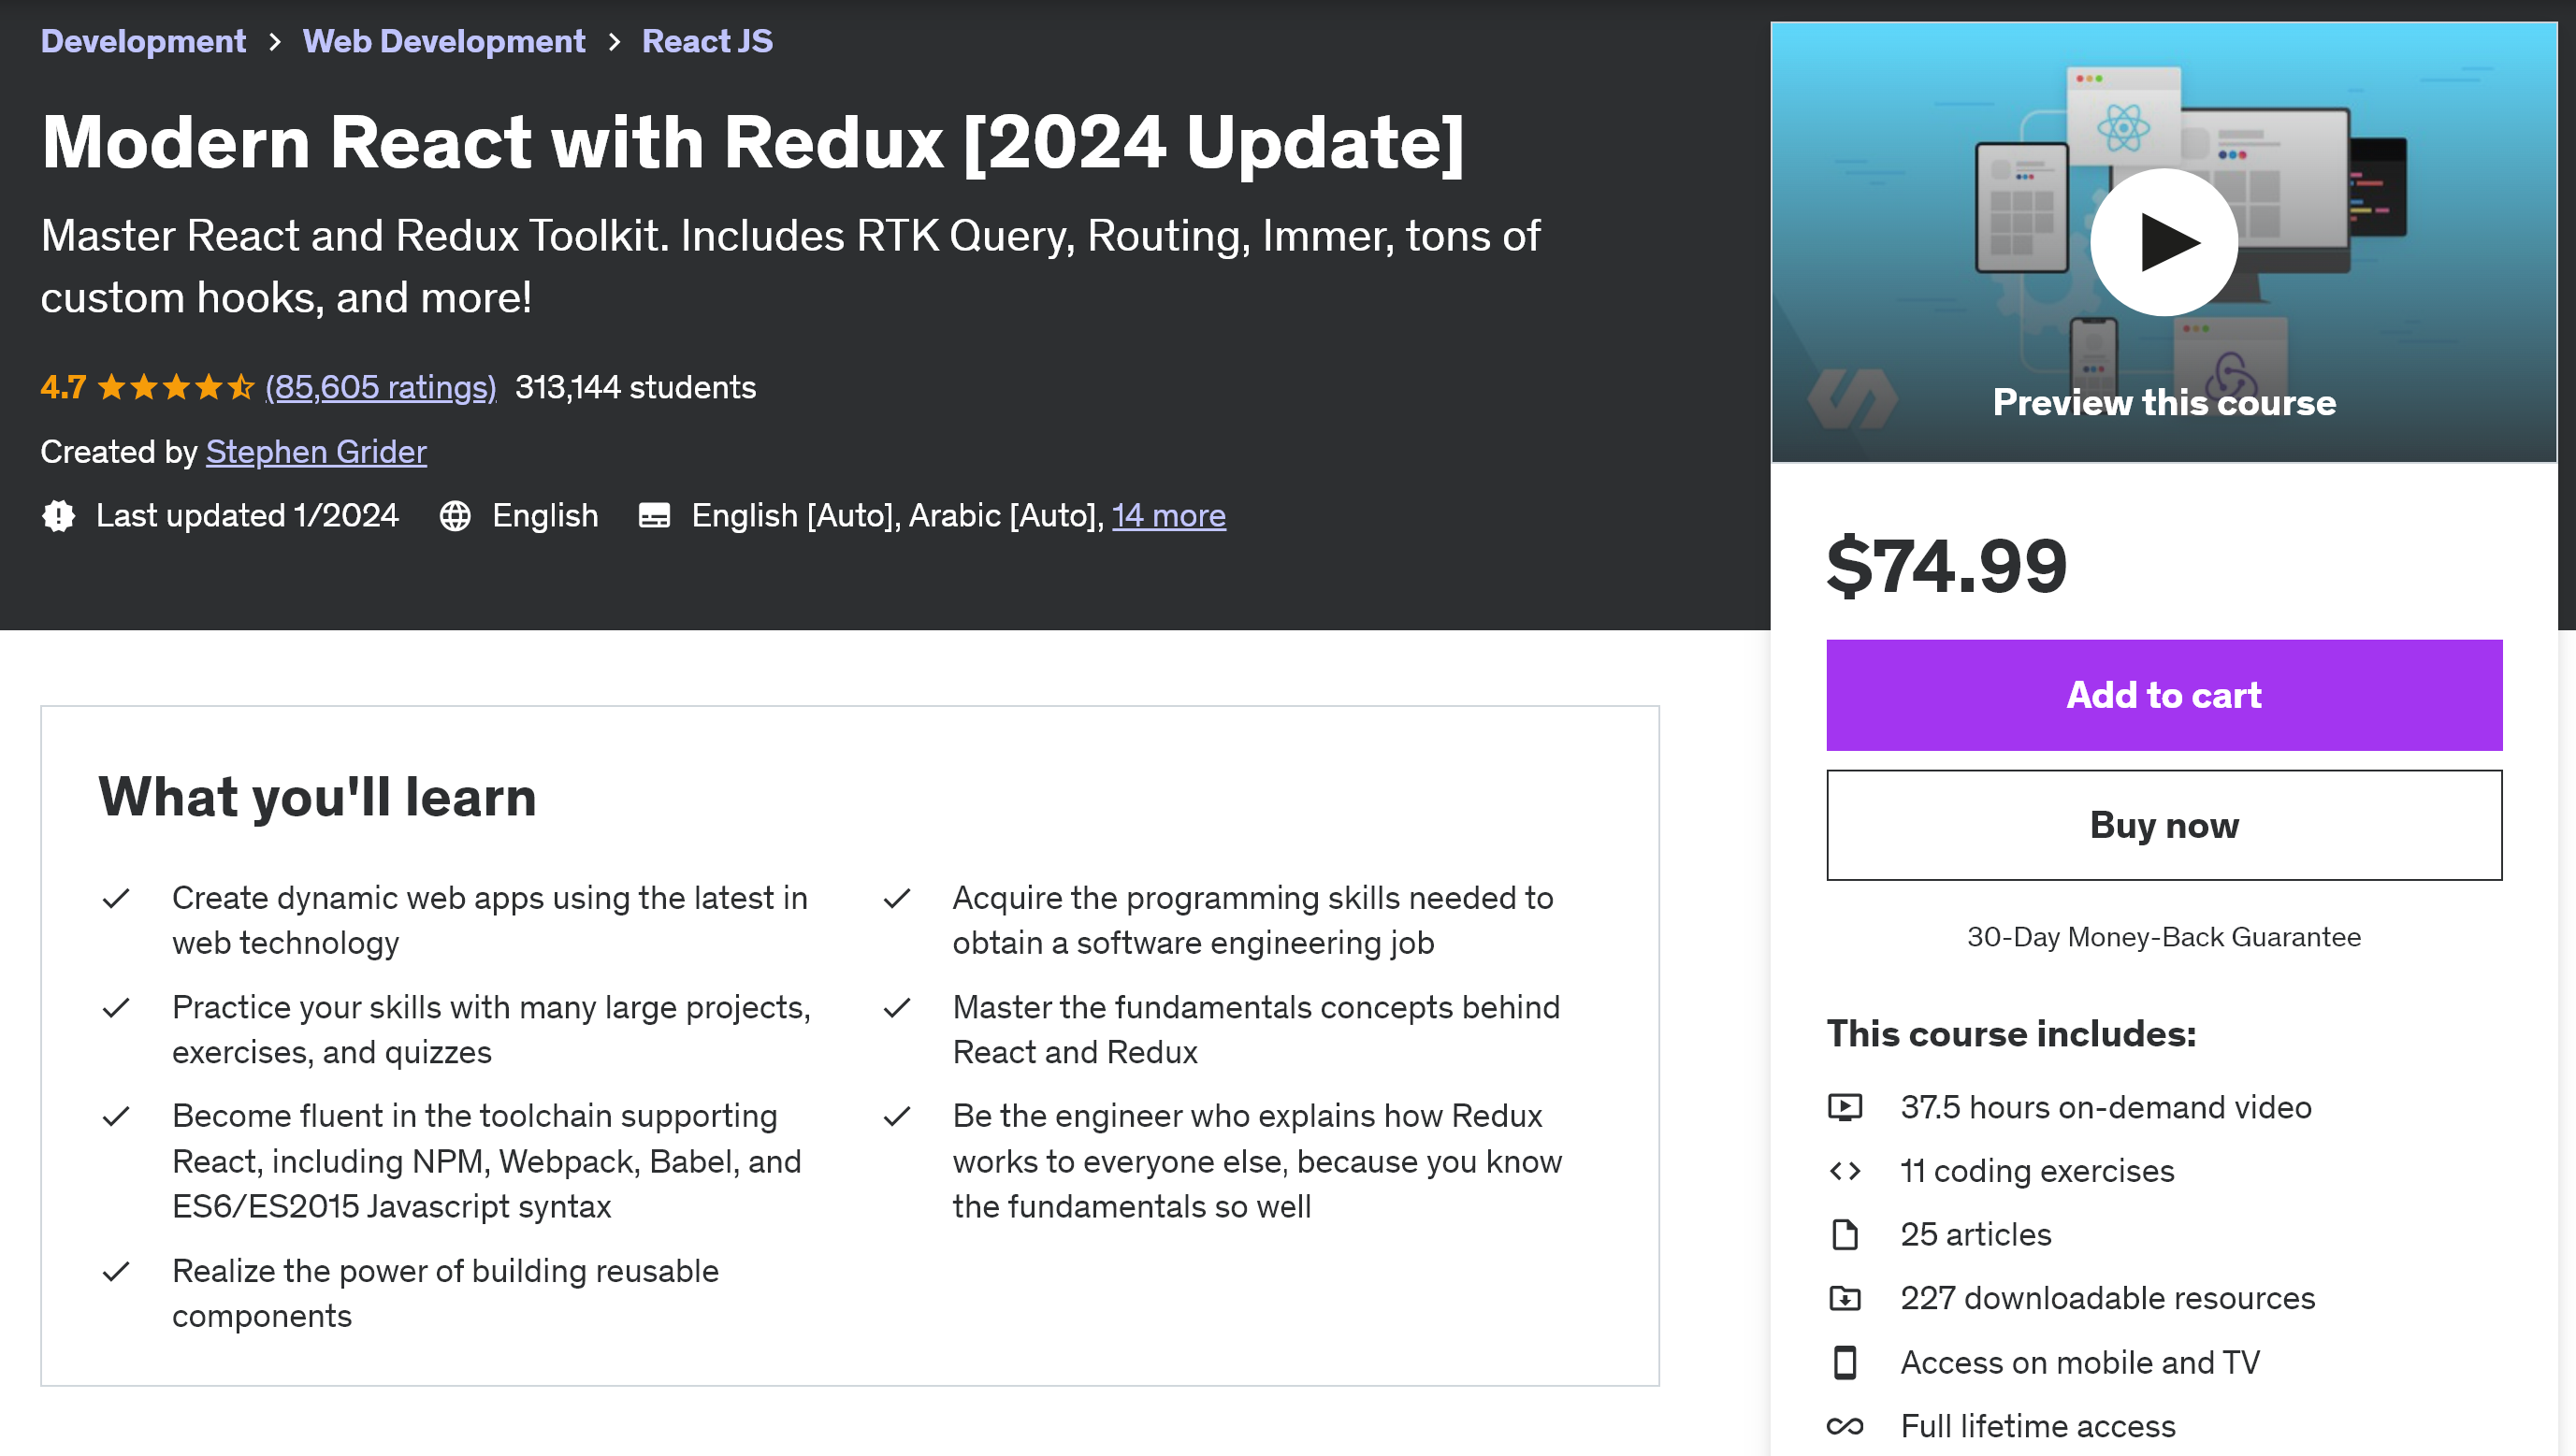 Development > Web Development > React JS
Modern React with Redux [2024 Update]
Master React and Redux Toolkit. Includes RTK Query, Routing, Immer, tons of
custom hooks, and more!
4.7 (85,605 ratings) 313,144 students
Created by Stephen Grider
Last updated 1/2024 English English [Auto], Arabic [Auto], 14 more
What you'll learn
Create dynamic web apps using the latest in
web technology
Practice your skills with many large projects,
exercises, and quizzes
Become fluent in the toolchain supporting
React, including NPM, Webpack, Babel, and
ES6/ES2015 Javascript syntax
Realize the power of building reusable
components
Acquire the programming skills needed to
obtain a software engineering job
Master the fundamentals concepts behind
React and Redux
Be the engineer who explains how Redux
works to everyone else, because you know
the fundamentals so well
Preview this course
$74.99
Add to cart
Buy now
30-Day Money-Back Guarantee
This course includes:
37.5 hours on-demand video
11 coding exercises
25 articles
227 downloadable resources
Access on mobile and TV
Full lifetime access